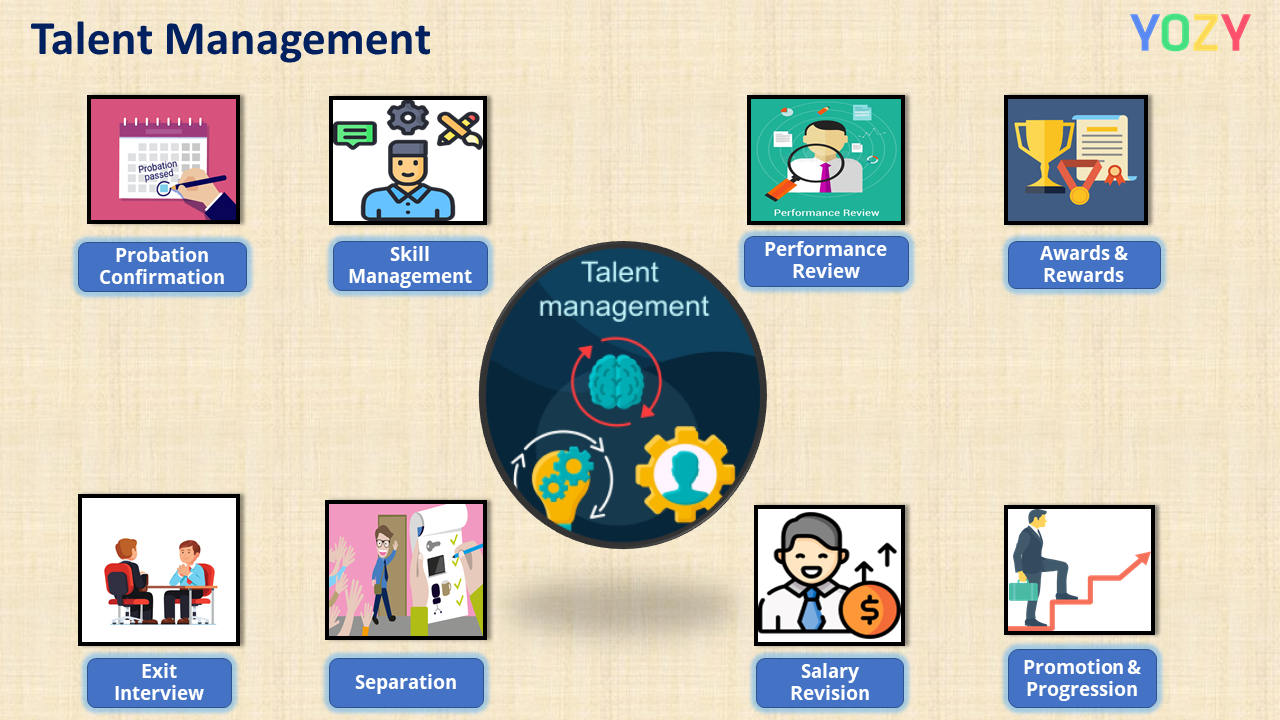 Talent Management
YOZY
Probation
passed
Performance Review
Probation
Confirmation
Skill
Management
Performance
Review
Awards &
Rewards
Talent
management
Exit
Interview
Separation
Salary
Revision
Promotion &
Progression